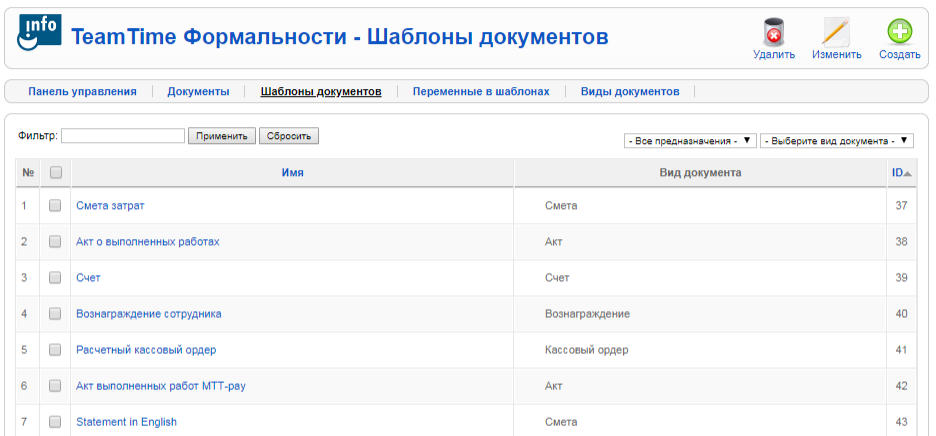 info
TeamTime Формальности - Шаблоны документов
Удалить Изменить Создать
Панель управления Документы Шаблоны документов Переменные в шаблонах Виды документов
Фильтр: Применить Сбросить - Все предназначения - - Выберите вид документа -
№ Имя Вид документа ID
1 Смета затрат Смета 37
2 Акт о выполненных работах Акт 38
3 Счет Счет 39
4 Вознаграждение сотрудника Вознаграждение 40
5 Расчетный кассовый ордер Кассовый ордер 41
6 Акт выполненных работ МТТ-pay Акт 42
7 Statement in English Смета 43